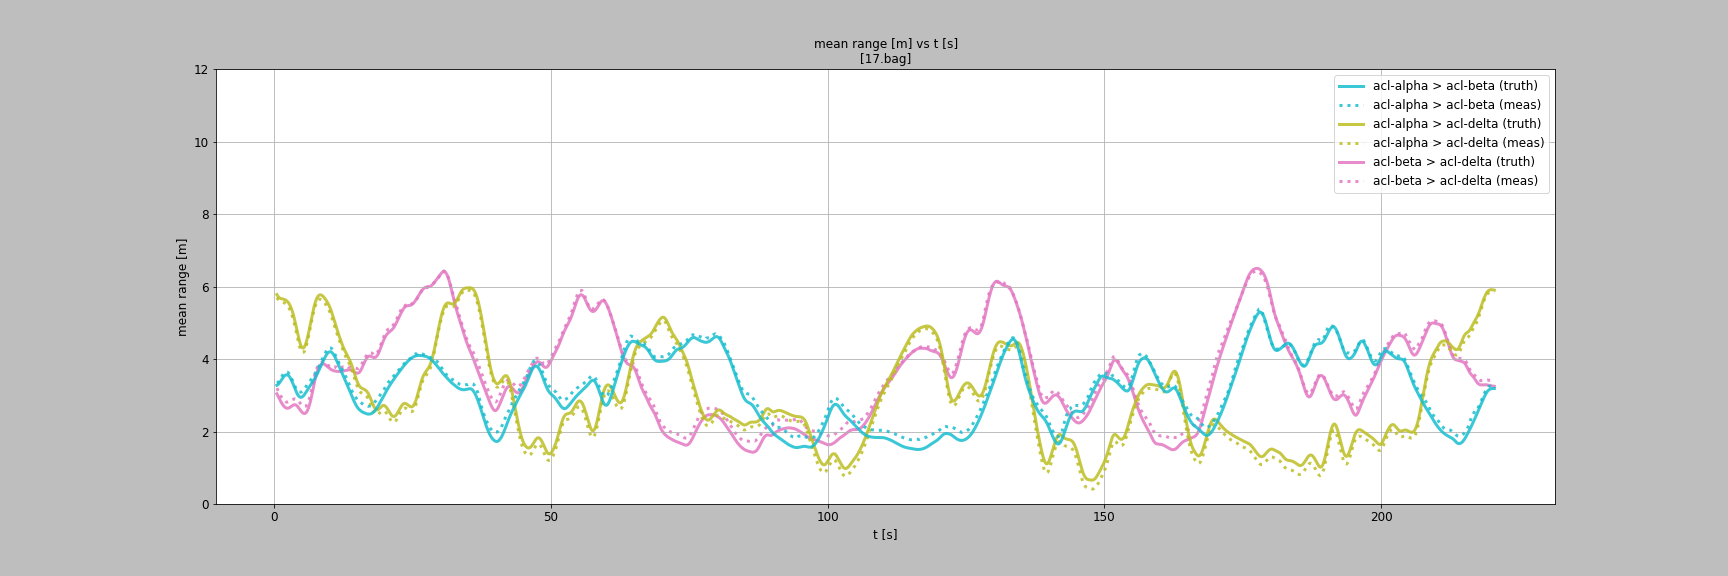 mean range [m] vs t [s]
[17.bag]
12
10
8
6
4
2
0
mean range [m]
acl-alpha > acl-beta (truth)
acl-alpha > acl-beta (meas)
acl-alpha > acl-delta (truth)
acl-alpha > acl-delta (meas)
acl-beta > acl-delta (truth)
acl-beta > acl-delta (meas)
0 50 100 150 200
t [s]